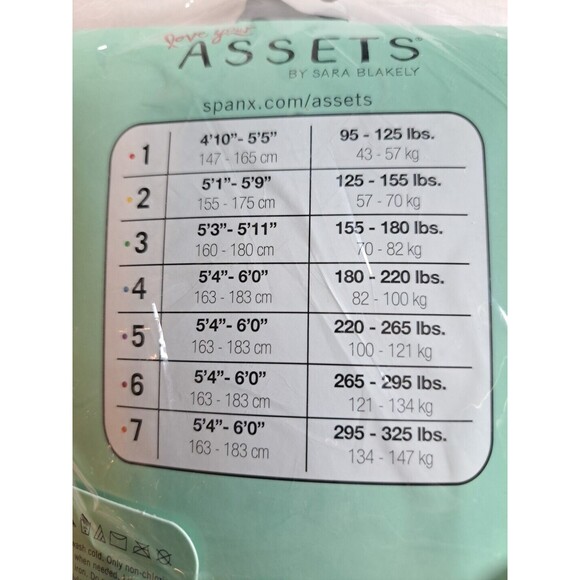 love your
ASSETS®
BY SARA BLAKELY
spanx.com/assets
1 4'10"- 5'5" 95 - 125 lbs.
147 - 165 cm 43 - 57 kg
2 5'1"- 5'9" 125 - 155 lbs.
155 - 175 cm 57 - 70 kg
3 5'3"- 5'11" 155 - 180 lbs.
160 - 180 cm 70 - 82 kg
4 5'4"- 6'0" 180 - 220 lbs.
163 - 183 cm 82 - 100 kg
5 5'4"- 6'0" 220 - 265 lbs.
163 - 183 cm 100 - 121 kg
6 5'4"- 6'0" 265 - 295 lbs.
163 - 183 cm 121 - 134 kg
7 5'4"- 6'0" 295 - 325 lbs.
163 - 183 cm 134 - 147 kg
cold. Only
when needed.